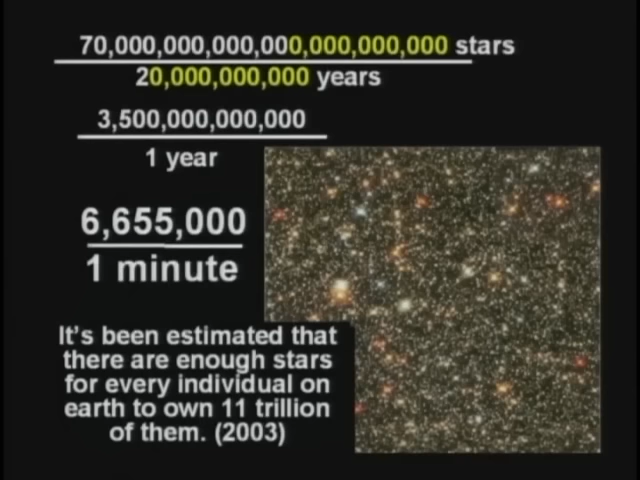 70,000,000,000,000,000,000,000 stars
20,000,000,000 years
3,500,000,000,000
1 year
6,655,000
1 minute
It's been estimated that
there are enough stars
for every individual on
earth to own 11 trillion
of them. (2003)